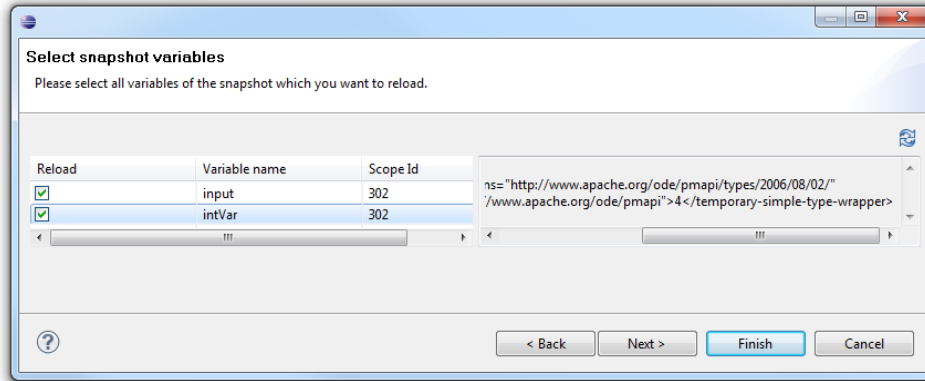 Select snapshot variables
Please select all variables of the snapshot which you want to reload.
Reload Variable name Scope Id
input 302
intVar 302
ns="http://www.apache.org/ode/pmapi/types/2006/08/02/"
/www.apache.org/ode/pmapi">4</temporary-simple-type-wrapper>
?
< Back Next > Finish Cancel